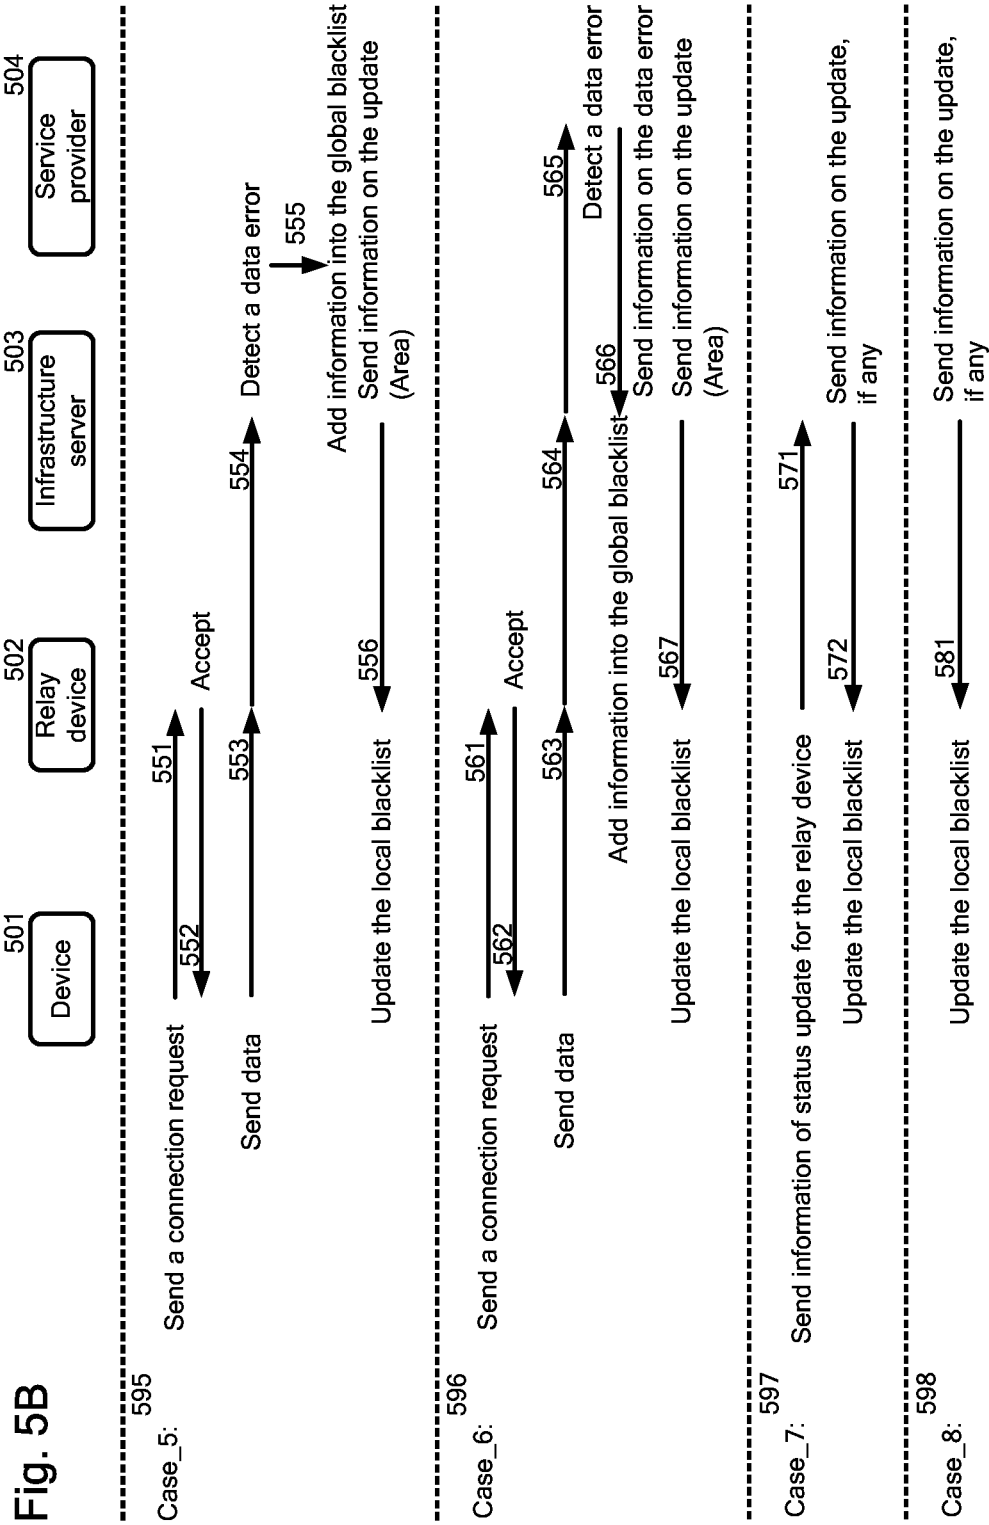 Fig. 5B
501
Device
502
Relay
device
503
Infrastructure
server
504
Service
provider
595
Case_5:
Send a connection request
551
552
Accept
Send data
553
554
Detect a data error
555
Add information into the global blacklist
Send information on the update
(Area)
556
Update the local blacklist
596
Case_6:
Send a connection request
561
562
Accept
Send data
563
564
565
Detect a data error
566
Send information on the data error
Add information into the global blacklist
Send information on the update
(Area)
567
Update the local blacklist
597
Case_7:
Send information of status update for the relay device
571
Send information on the update,
if any
572
Update the local blacklist
598
Case_8:
Send information on the update,
if any
581
Update the local blacklist